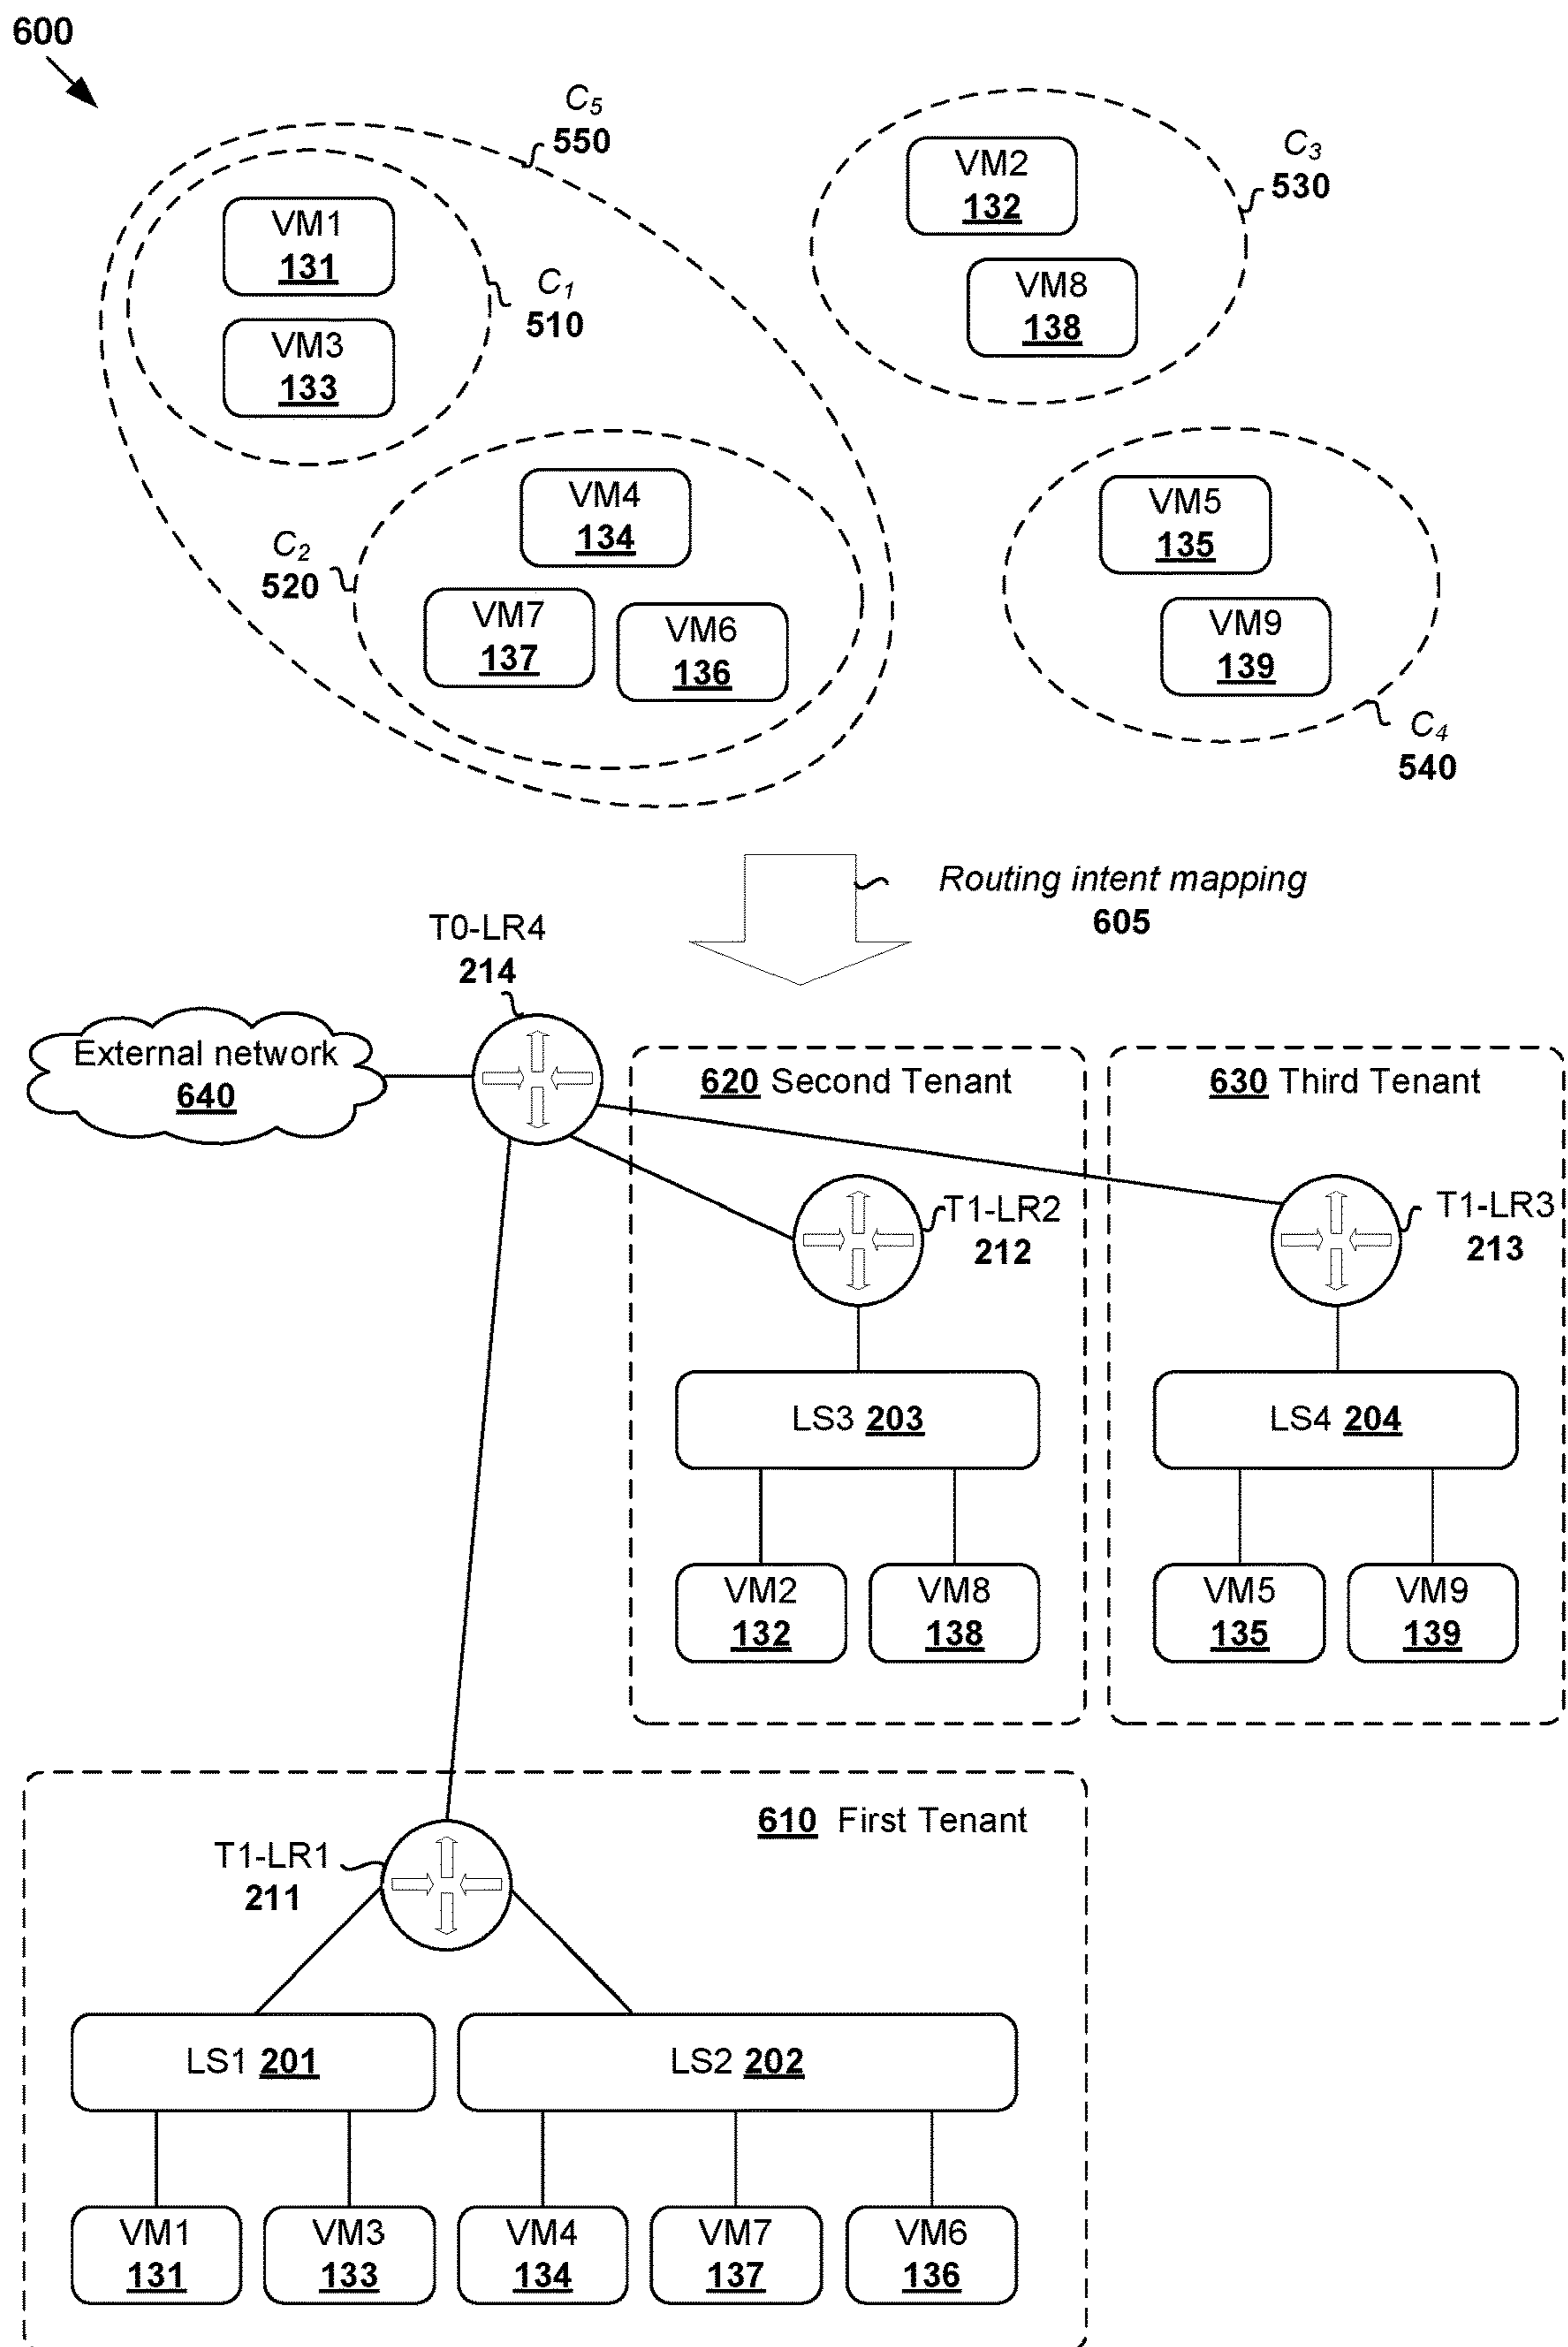 600
C5
550
VM1
131
VM3
133
C1
510
VM2
132
VM8
138
C3
530
C2
520
VM4
134
VM7
137
VM6
136
VM5
135
VM9
139
C4
540
Routing intent mapping
605
T0-LR4
214
External network
640
620 Second Tenant
630 Third Tenant
T1-LR2
212
T1-LR3
213
LS3 203
LS4 204
VM2
132
VM8
138
VM5
135
VM9
139
610 First Tenant
T1-LR1
211
LS1 201
LS2 202
VM1
131
VM3
133
VM4
134
VM7
137
VM6
136